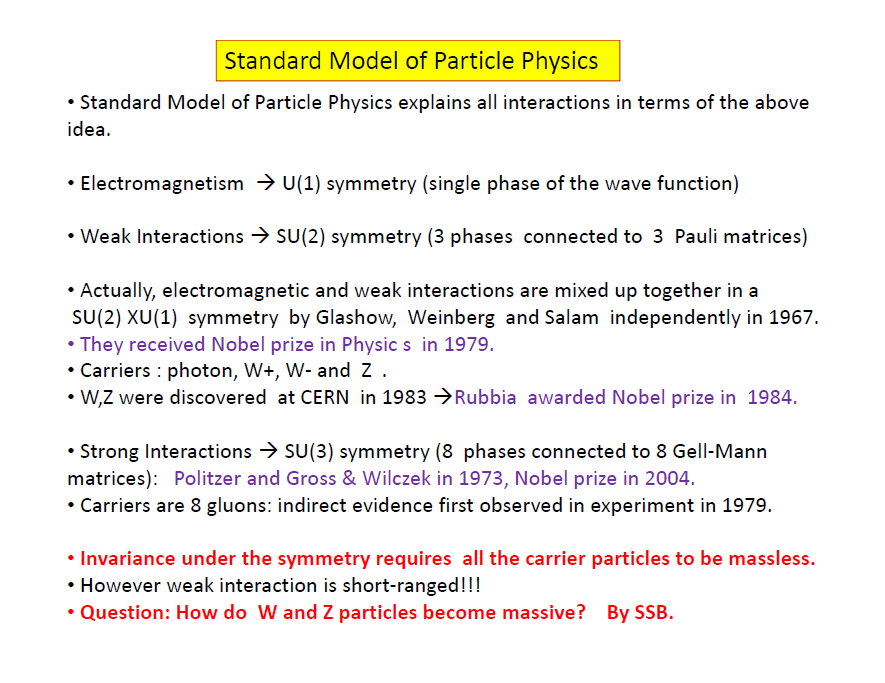 Standard Model of Particle Physics
• Standard Model of Particle Physics explains all interactions in terms of the above
idea.
• Electromagnetism → U(1) symmetry (single phase of the wave function)
• Weak Interactions → SU(2) symmetry (3 phases connected to 3 Pauli matrices)
• Actually, electromagnetic and weak interactions are mixed up together in a
SU(2) XU(1) symmetry by Glashow, Weinberg and Salam independently in 1967.
• They received Nobel prize in Physic s in 1979.
• Carriers : photon, W+, W- and Z .
• W,Z were discovered at CERN in 1983 →Rubbia awarded Nobel prize in 1984.
• Strong Interactions → SU(3) symmetry (8 phases connected to 8 Gell-Mann
matrices): Politzer and Gross & Wilczek in 1973, Nobel prize in 2004.
• Carriers are 8 gluons: indirect evidence first observed in experiment in 1979.
• Invariance under the symmetry requires all the carrier particles to be massless.
• However weak interaction is short-ranged!!!
• Question: How do W and Z particles become massive? By SSB.